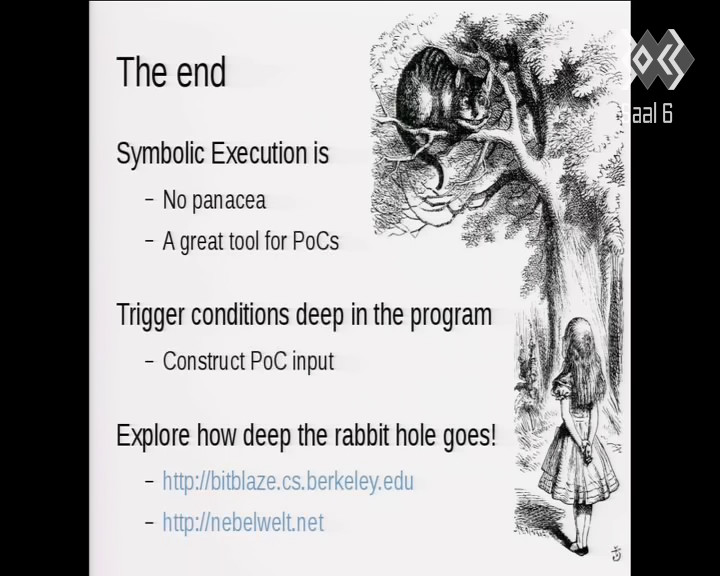 The end
Symbolic Execution is
– No panacea
– A great tool for PoCs
Trigger conditions deep in the program
– Construct PoC input
Explore how deep the rabbit hole goes!
– http://bitblaze.cs.berkeley.edu
– http://nebelwelt.net
aal 6